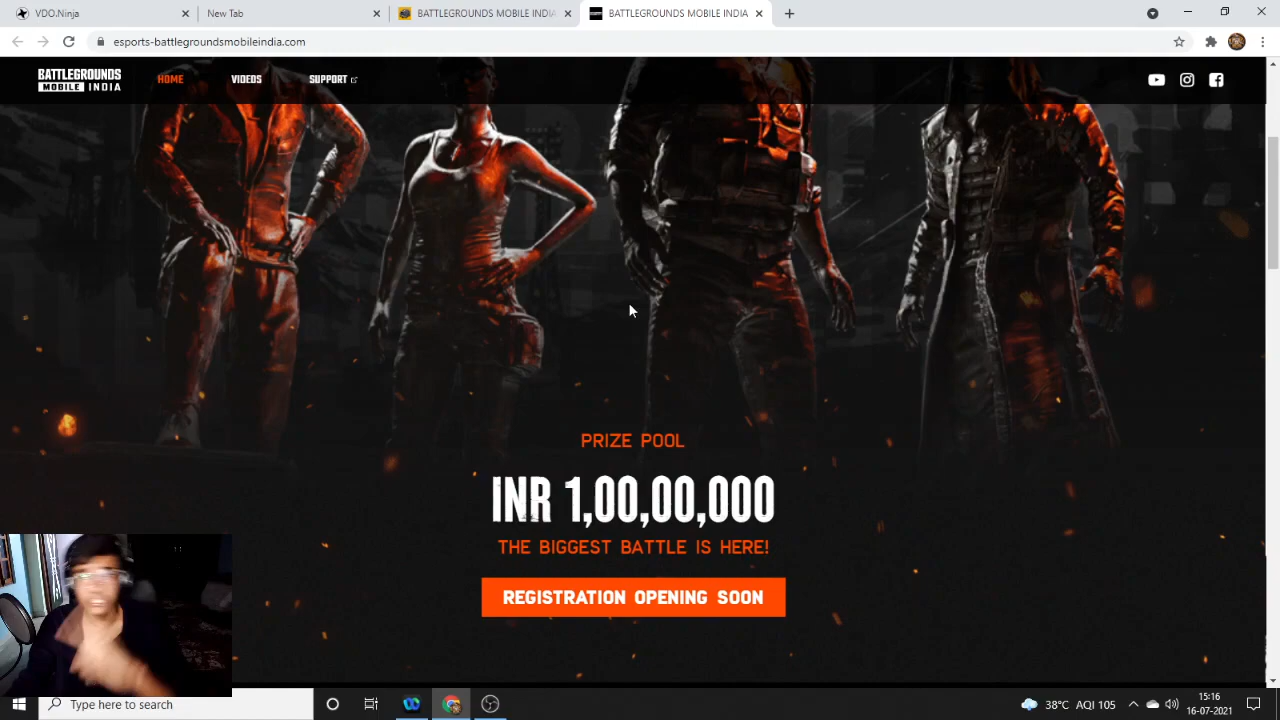 VDO.Ninja
New Tab
BATTLEGROUNDS MOBILE INDIA
BATTLEGROUNDS MOBILE INDIA
esports-battlegroundsmobileindia.com
BATTLEGROUNDS
MOBILE INDIA
HOME
VIDEOS
SUPPORT
PRIZE POOL
INR 1,00,00,000
THE BIGGEST BATTLE IS HERE!
REGISTRATION OPENING SOON
Type here to search
38°C AQI 105
15:16
16-07-2021